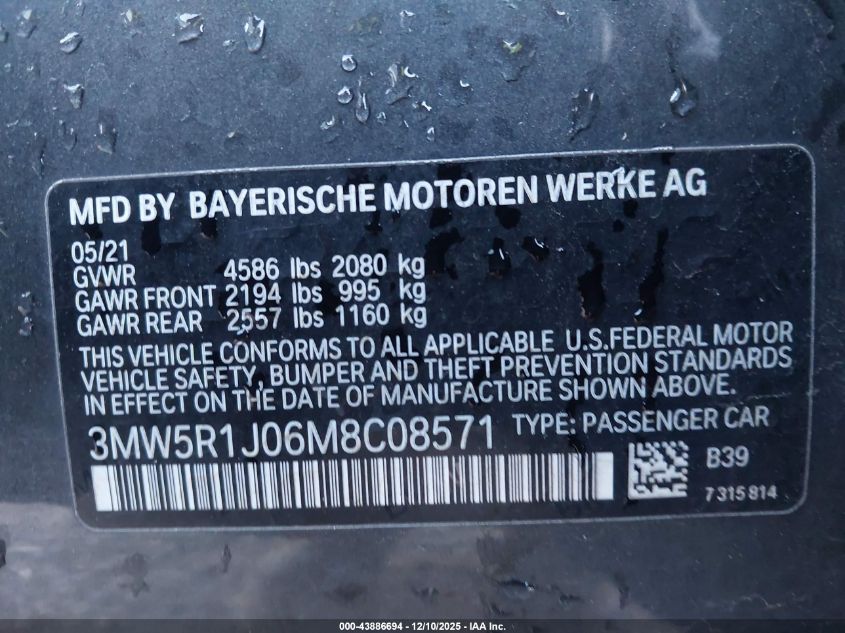 MFD BY BAYERISCHE MOTOREN WERKE AG
05/21
GVWR 4586 lbs 2080 kg
GAWR FRONT 2194 lbs 995 kg
GAWR REAR 2557 lbs 1160 kg
THIS VEHICLE CONFORMS TO ALL APPLICABLE U.S.FEDERAL MOTOR
VEHICLE SAFETY, BUMPER AND THEFT PREVENTION STANDARDS
IN EFFECT ON THE DATE OF MANUFACTURE SHOWN ABOVE.
3MW5R1J06M8C08571 TYPE: PASSENGER CAR
B39
7315814
000-43886694 - 12/10/2025 - IAA Inc.